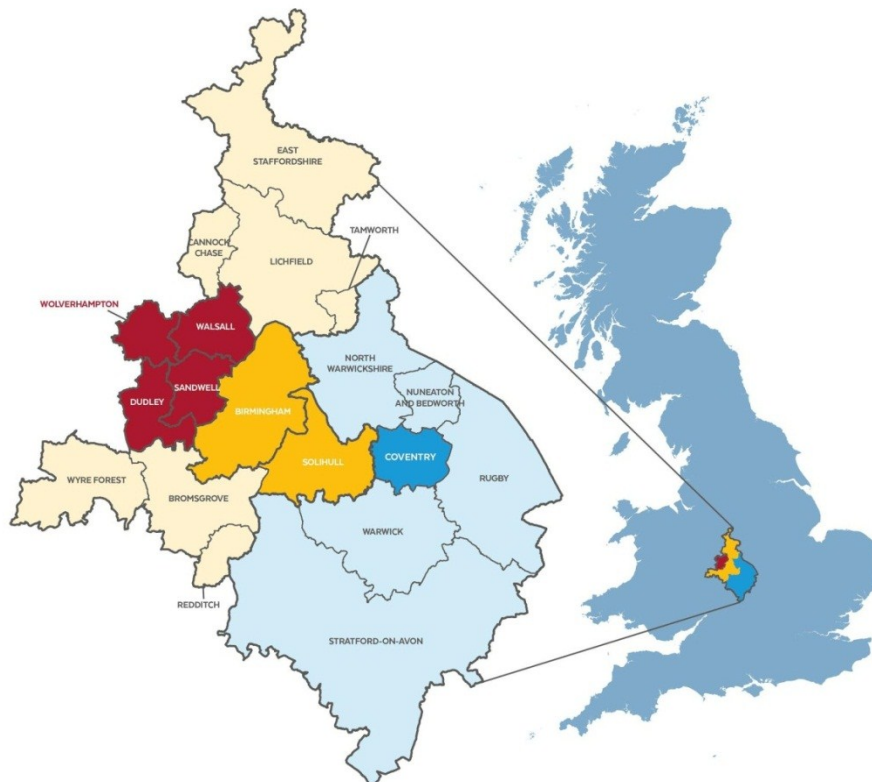 EAST
STAFFORDSHIRE
TAMWORTH
CANNOCK
CHASE
LICHFIELD
WOLVERHAMPTON
WALSALL
NORTH
WARWICKSHIRE
SANDWELL
DUDLEY
NUNEATON
AND BEDWORTH
BIRMINGHAM
SOLIHULL
COVENTRY
WYRE FOREST
RUGBY
BROMSGROVE
WARWICK
REDDITCH
STRATFORD-ON-AVON